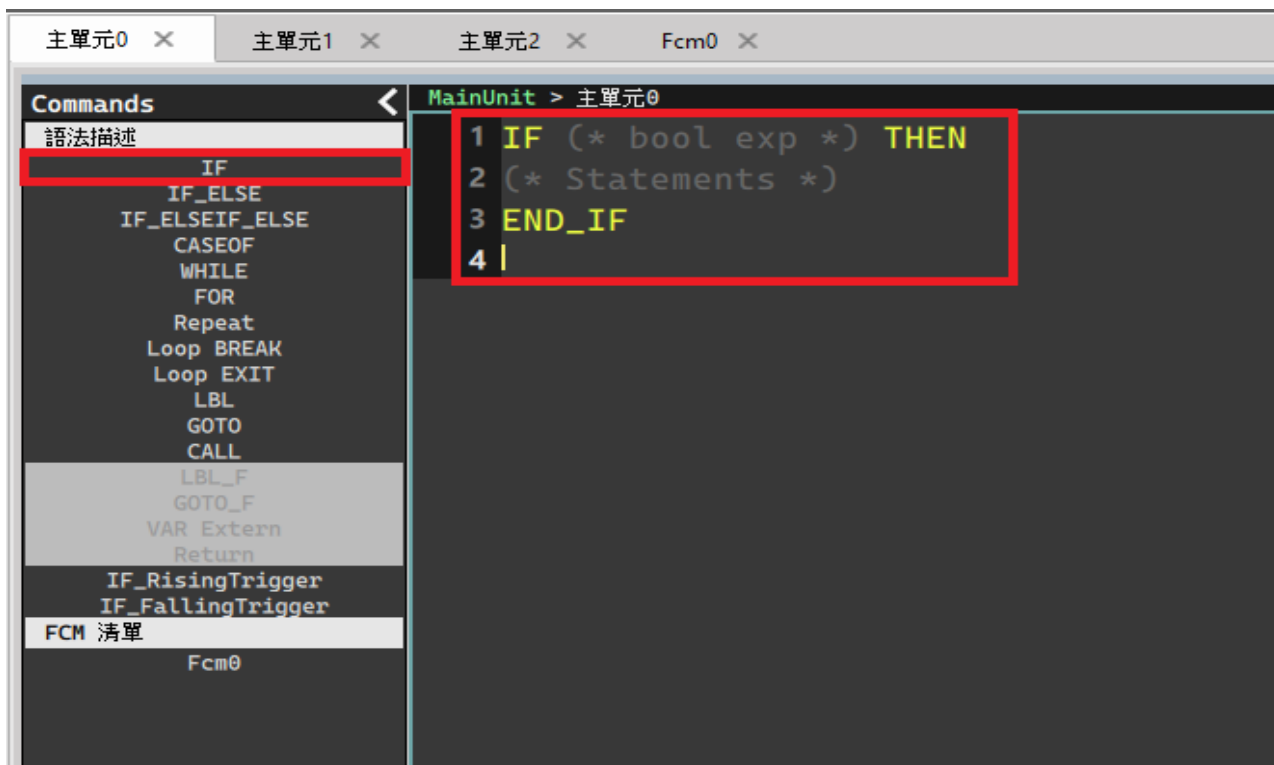 主單元0 ×
主單元1 ×
主單元2 ×
Fcm0 ×
Commands <
語法描述
IF
IF_ELSE
IF_ELSEIF_ELSE
CASEOF
WHILE
FOR
Repeat
Loop BREAK
Loop EXIT
LBL
GOTO
CALL
LBL_F
GOTO_F
VAR Extern
Return
IF_RisingTrigger
IF_FallingTrigger
FCM 清單
Fcm0
MainUnit > 主單元0
1 IF (* bool exp *) THEN
2 (* Statements *)
3 END_IF
4